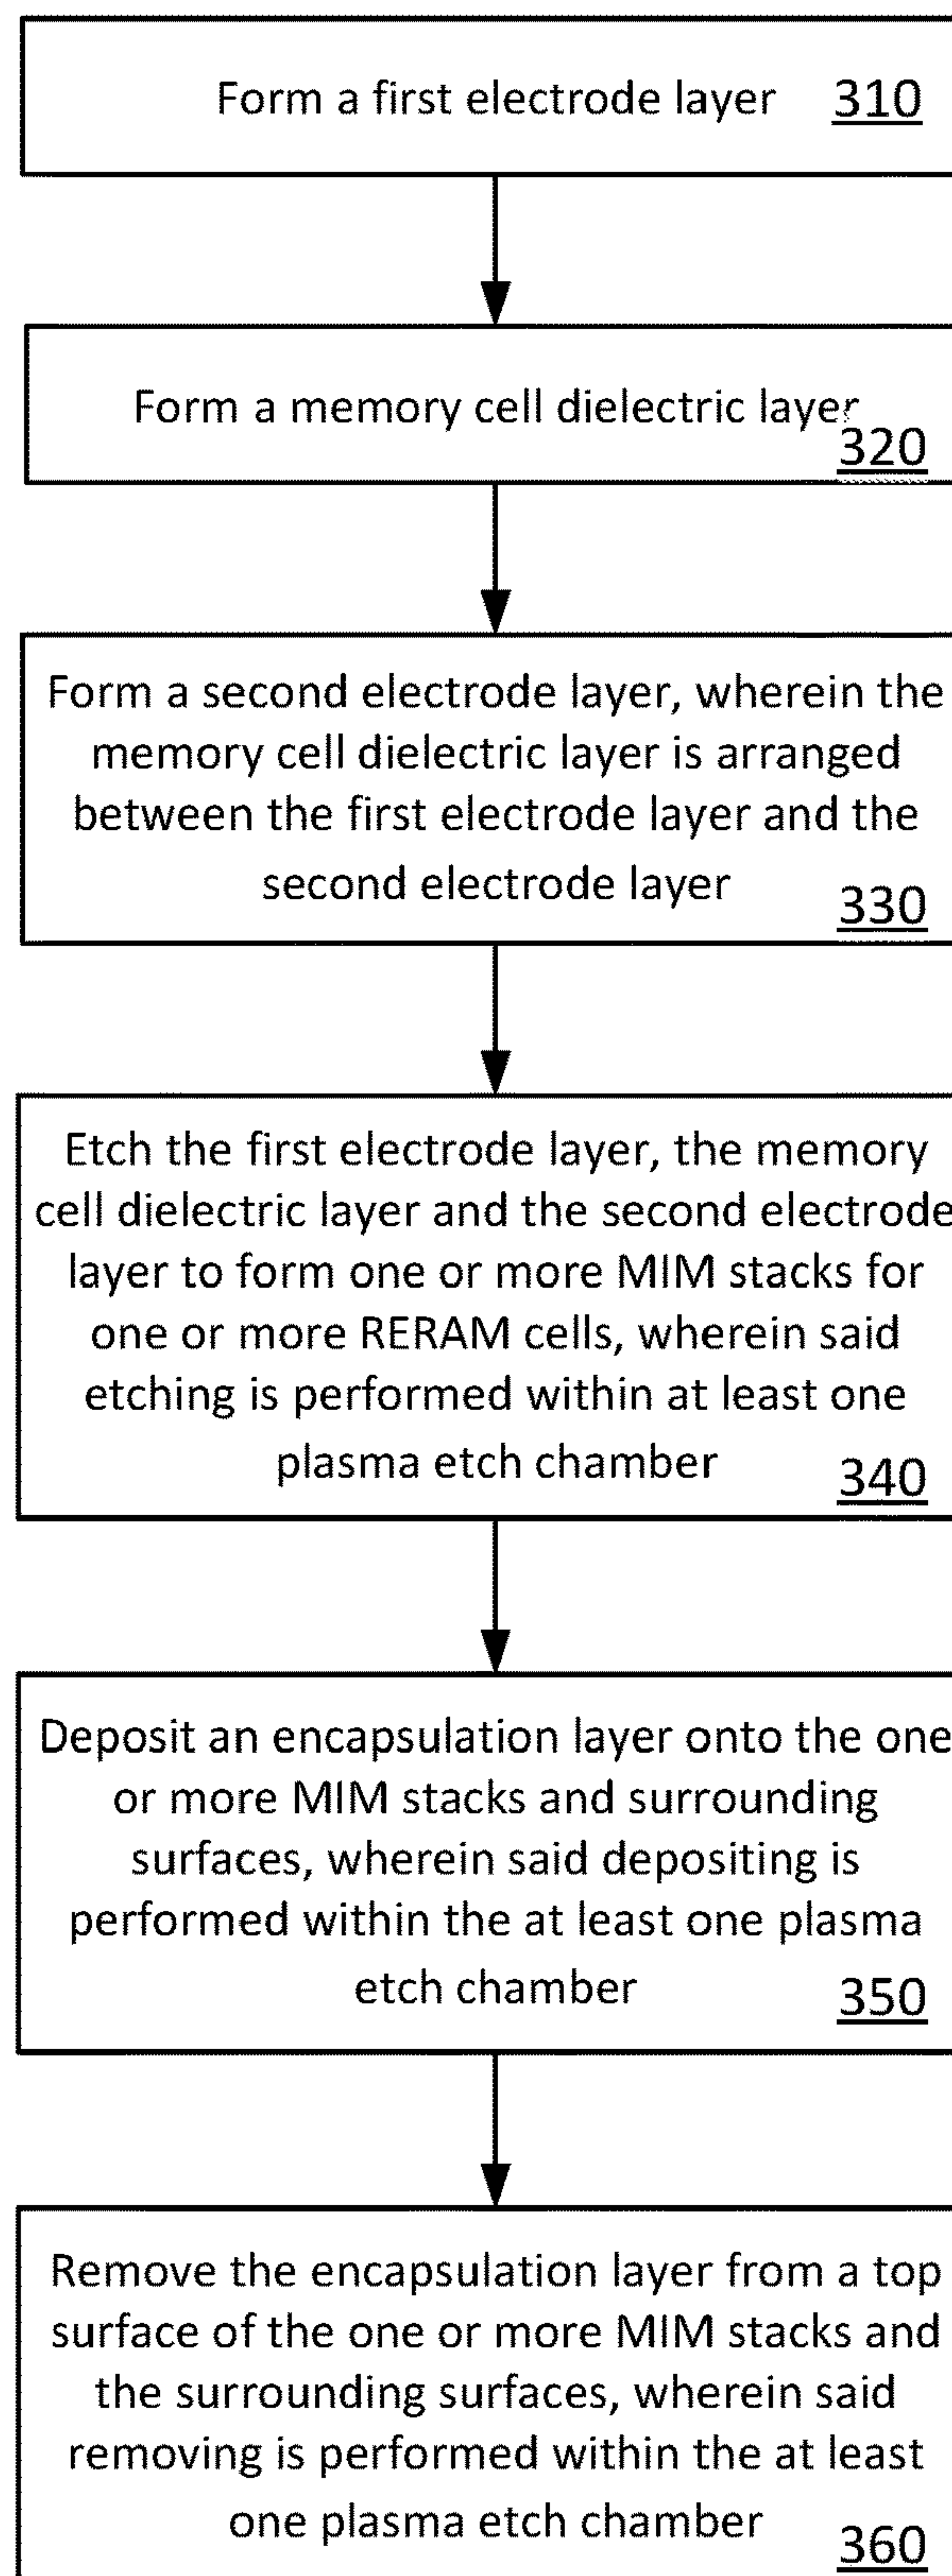 Form a first electrode layer 310
Form a memory cell dielectric layer
320
Form a second electrode layer, wherein the
memory cell dielectric layer is arranged
between the first electrode layer and the
second electrode layer
330
Etch the first electrode layer, the memory
cell dielectric layer and the second electrode
layer to form one or more MIM stacks for
one or more RERAM cells, wherein said
etching is performed within at least one
plasma etch chamber
340
Deposit an encapsulation layer onto the one
or more MIM stacks and surrounding
surfaces, wherein said depositing is
performed within the at least one plasma
etch chamber
350
Remove the encapsulation layer from a top
surface of the one or more MIM stacks and
the surrounding surfaces, wherein said
removing is performed within the at least
one plasma etch chamber
360